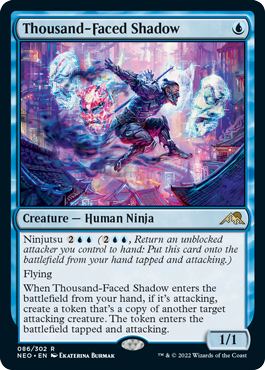 Thousand-Faced Shadow
Creature — Human Ninja
Ninjutsu 2 (2, Return an unblocked
attacker you control to hand: Put this card onto the
battlefield from your hand tapped and attacking.)
Flying
When Thousand-Faced Shadow enters the
battlefield from your hand, if it's attacking,
create a token that's a copy of another target
attacking creature. The token enters the
battlefield tapped and attacking.
1/1
086/302 R
NEO • EN EKATERINA BURMAK
™ & © 2022 Wizards of the Coast